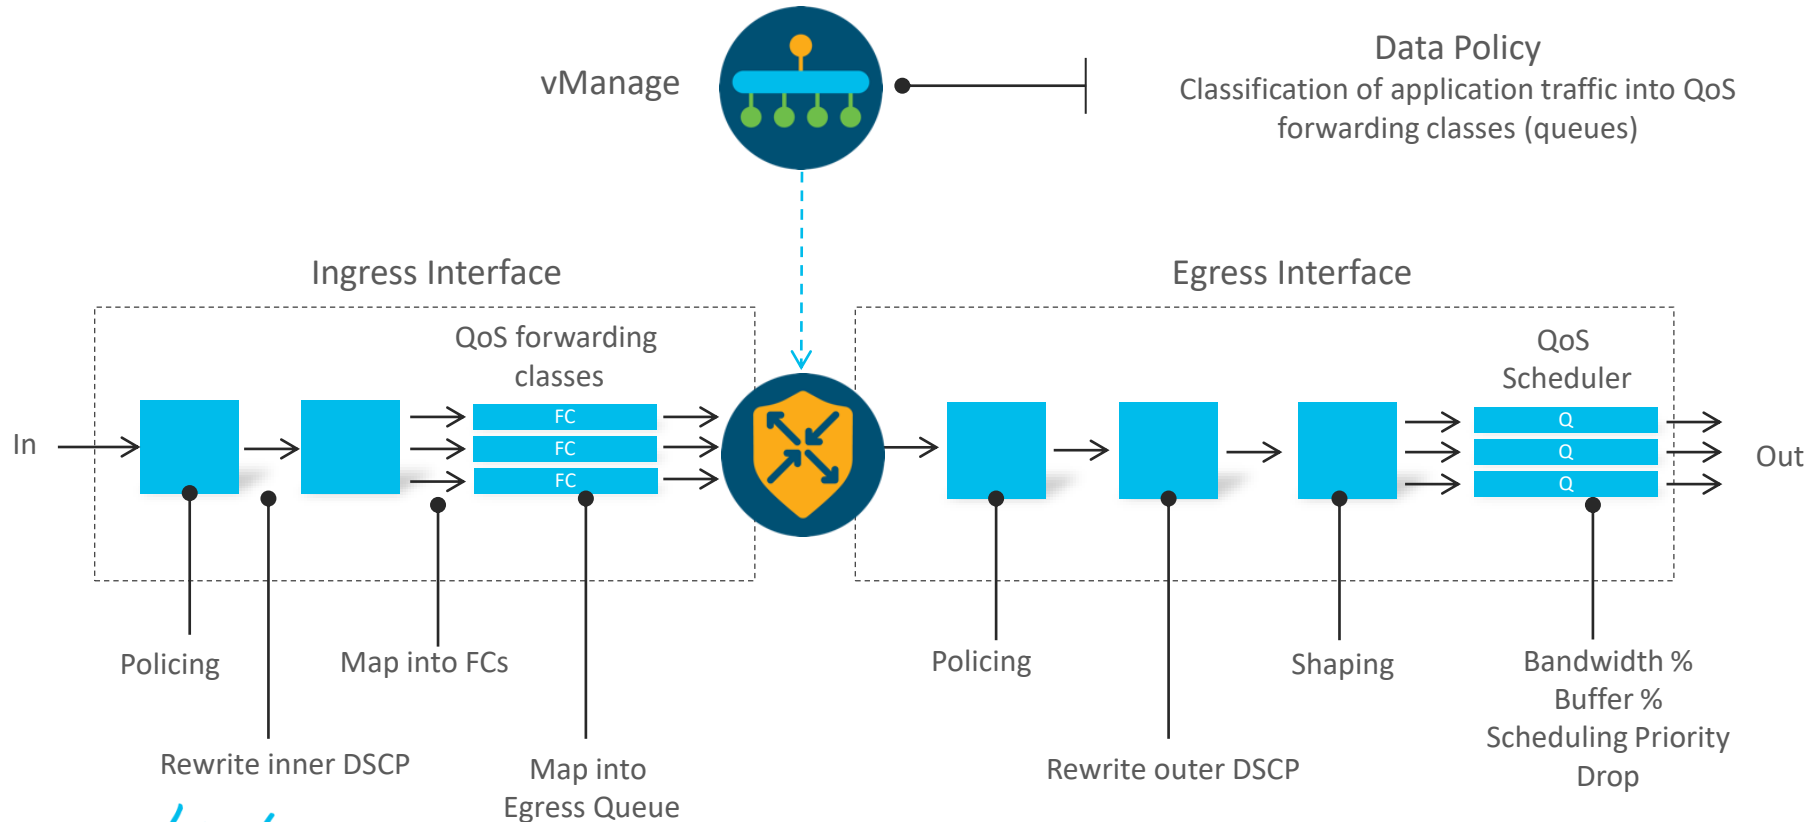 vManage
Data Policy
Classification of application traffic into QoS
forwarding classes (queues)
Ingress Interface
Egress Interface
QoS forwarding
classes
QoS
Scheduler
In
FC
FC
FC
Q
Q
Q
Out
Policing
Map into FCs
Policing
Shaping
Bandwidth %
Buffer %
Scheduling Priority
Drop
Rewrite inner DSCP
Map into
Egress Queue
Rewrite outer DSCP